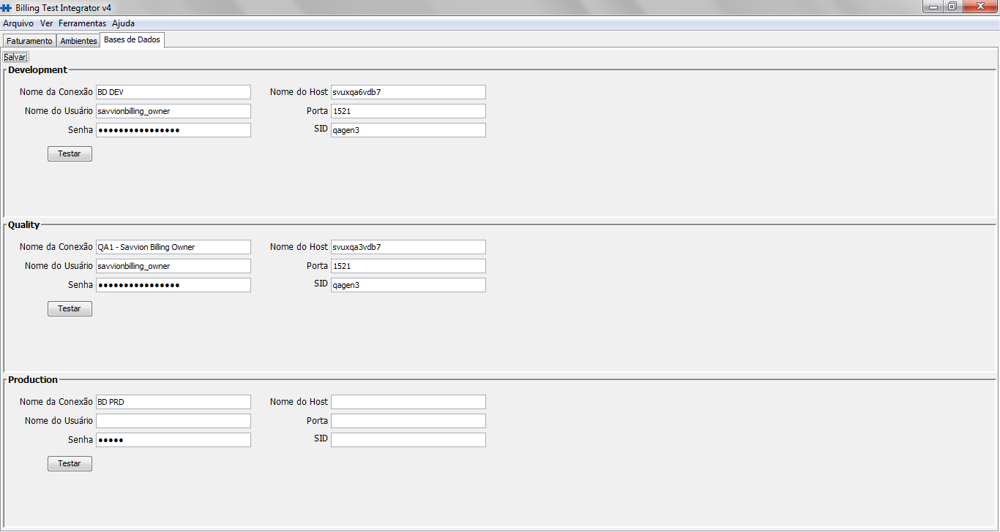 Billing Test Integrator v4
Arquivo Ver Ferramentas Ajuda
Faturamento Ambientes Bases de Dados
Salvar
Development
Nome da Conexão BD DEV Nome do Host svuxqa6vdb7
Nome do Usuário savvionbilling_owner Porta 1521
Senha •••••••••••••••• SID qagen3
Testar
Quality
Nome da Conexão QA1 - Savvion Billing Owner Nome do Host svuxqa3vdb7
Nome do Usuário savvionbilling_owner Porta 1521
Senha •••••••••••••••• SID qagen3
Testar
Production
Nome da Conexão BD PRD Nome do Host
Nome do Usuário Porta
Senha ••••• SID
Testar